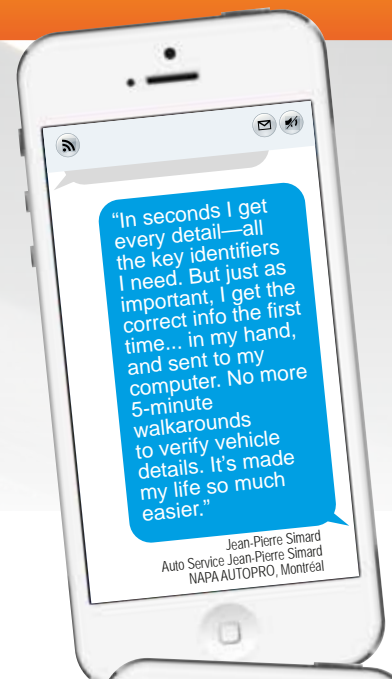 “In seconds I get
every detail—all
the key identifiers
I need. But just as
important, I get the
correct info the first
time... in my hand,
and sent to my
computer. No more
5-minute
walkarounds
to verify vehicle
details. It’s made
my life so much
easier.”
Jean-Pierre Simard
Auto Service Jean-Pierre Simard
NAPA AUTOPRO, Montréal